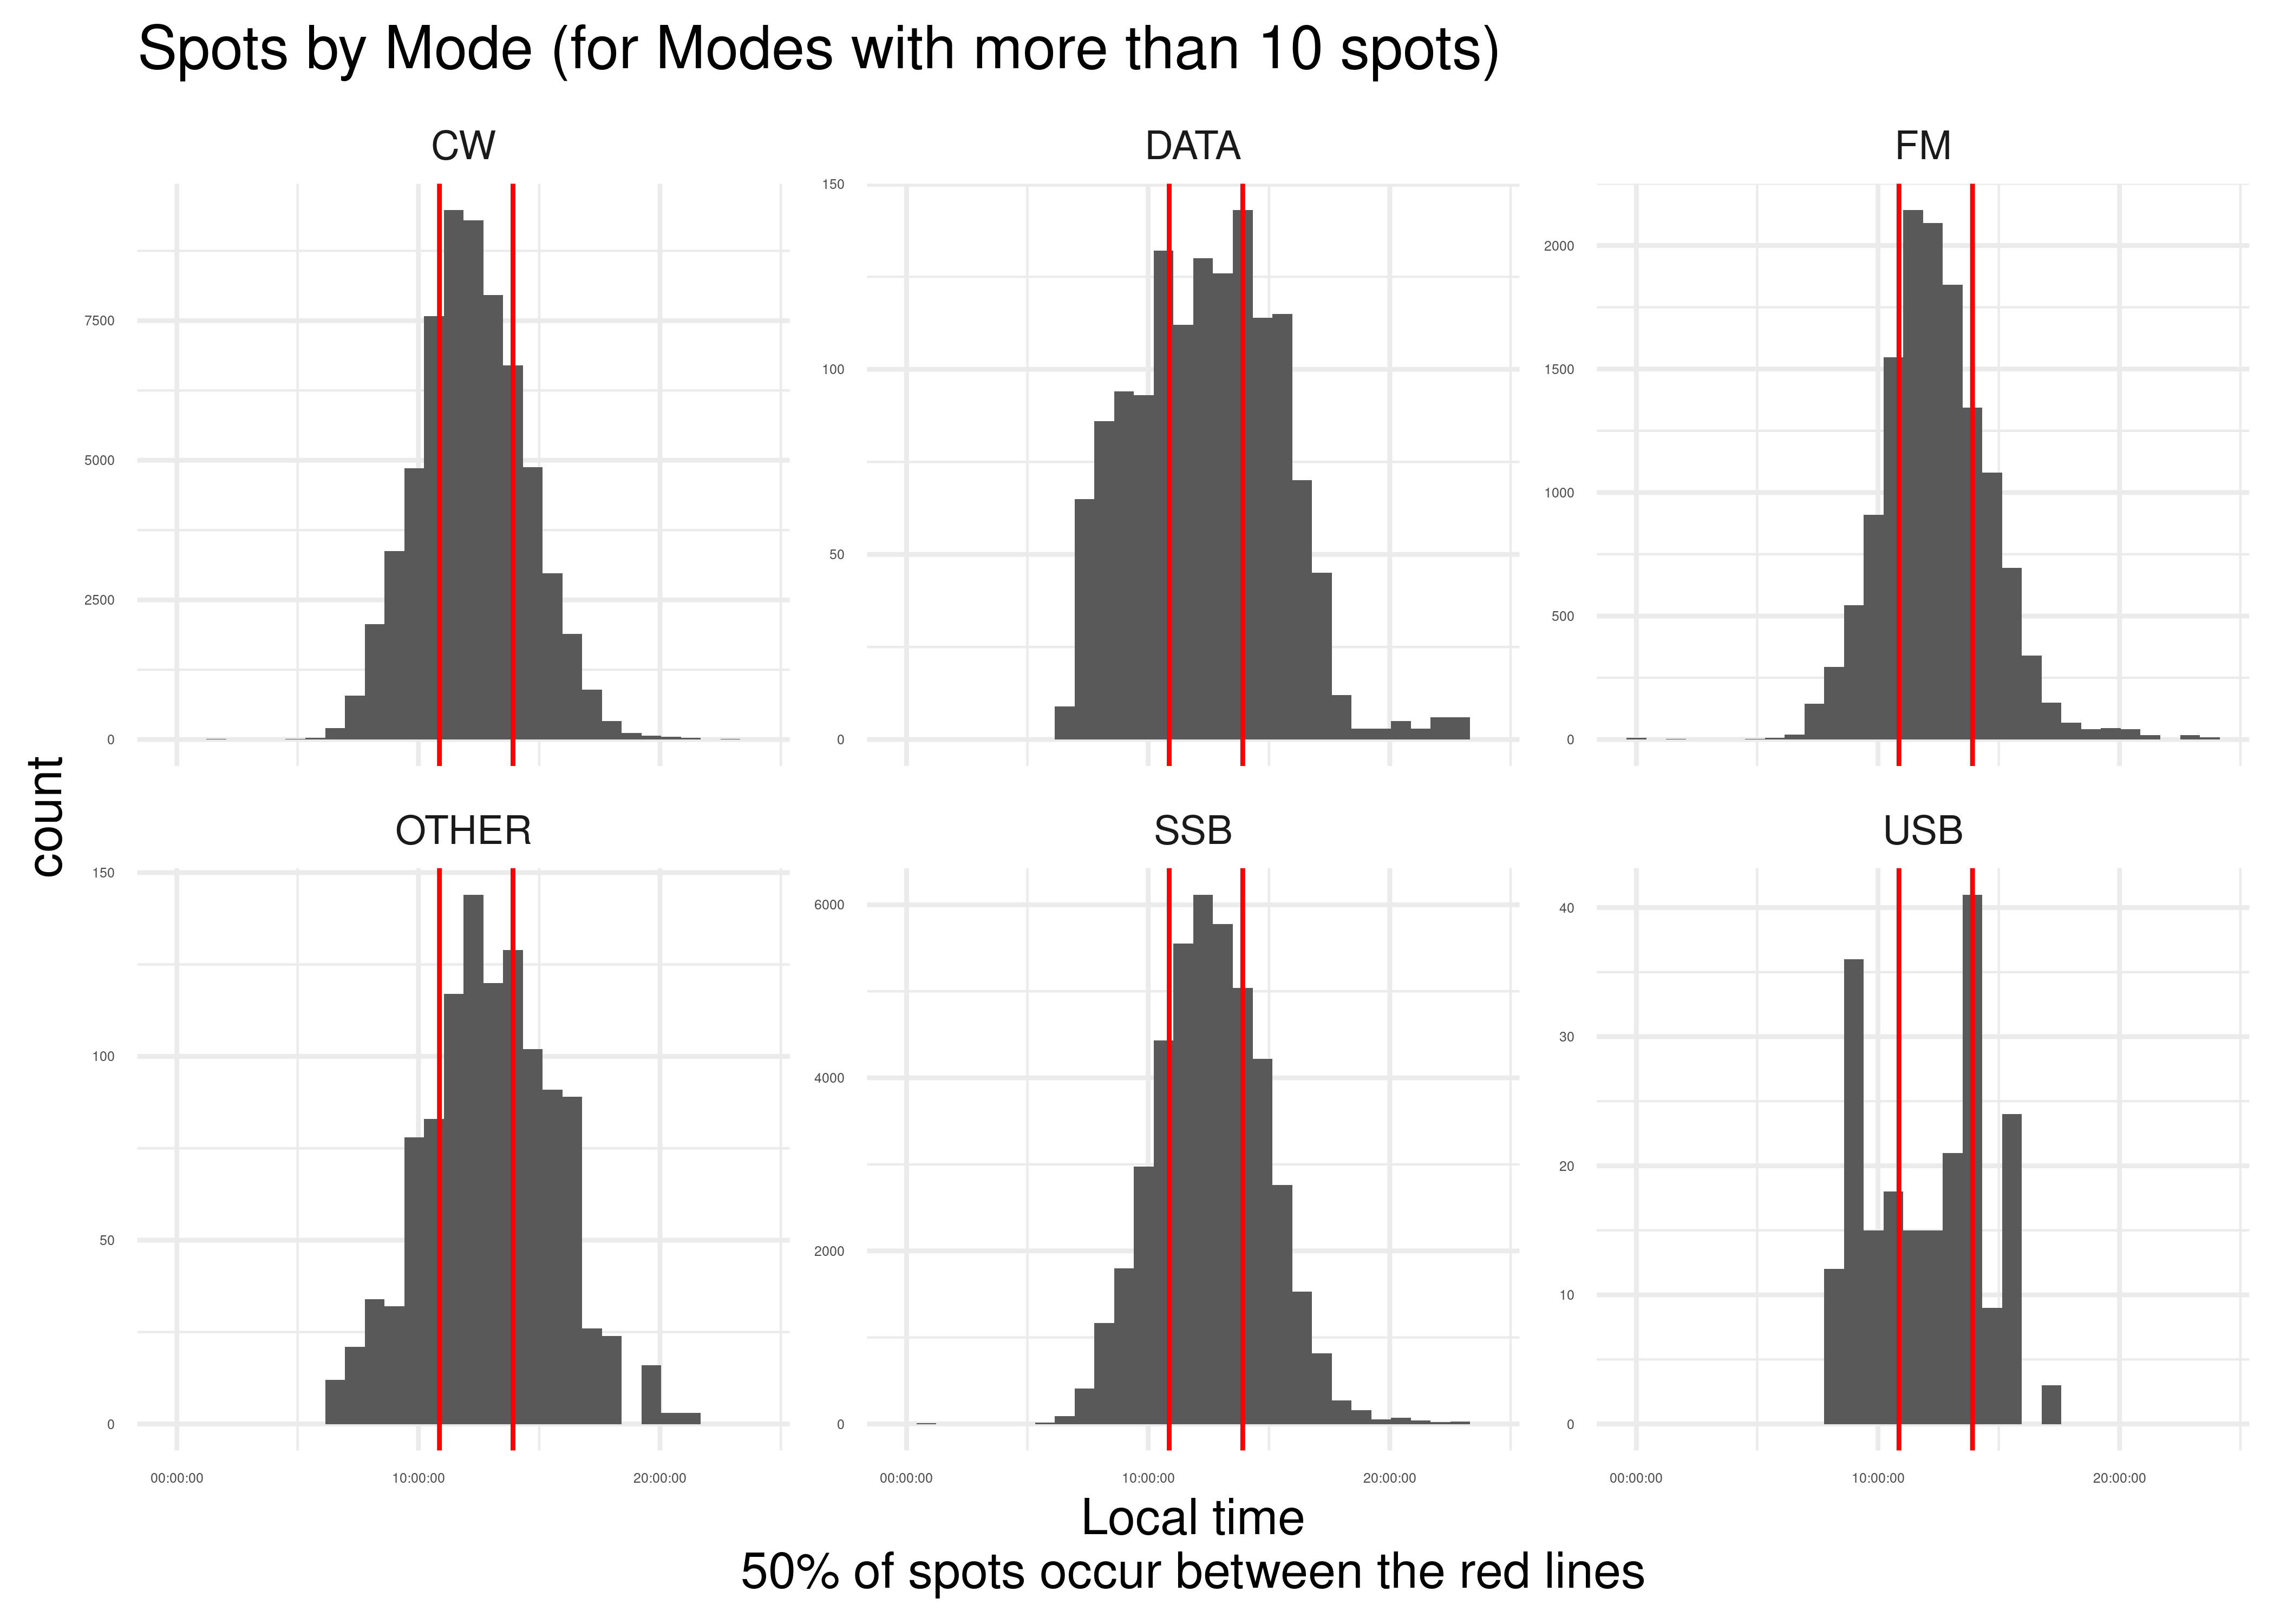 Spots by Mode (for Modes with more than 10 spots)
CW
DATA
FM
7500
5000
2500
0
150
100
50
0
2000
1500
1000
500
0
count
OTHER
SSB
USB
150
100
50
0
6000
4000
2000
0
40
30
20
10
0
00:00:00 10:00:00 20:00:00
00:00:00 10:00:00 20:00:00
00:00:00 10:00:00 20:00:00
Local time
50% of spots occur between the red lines